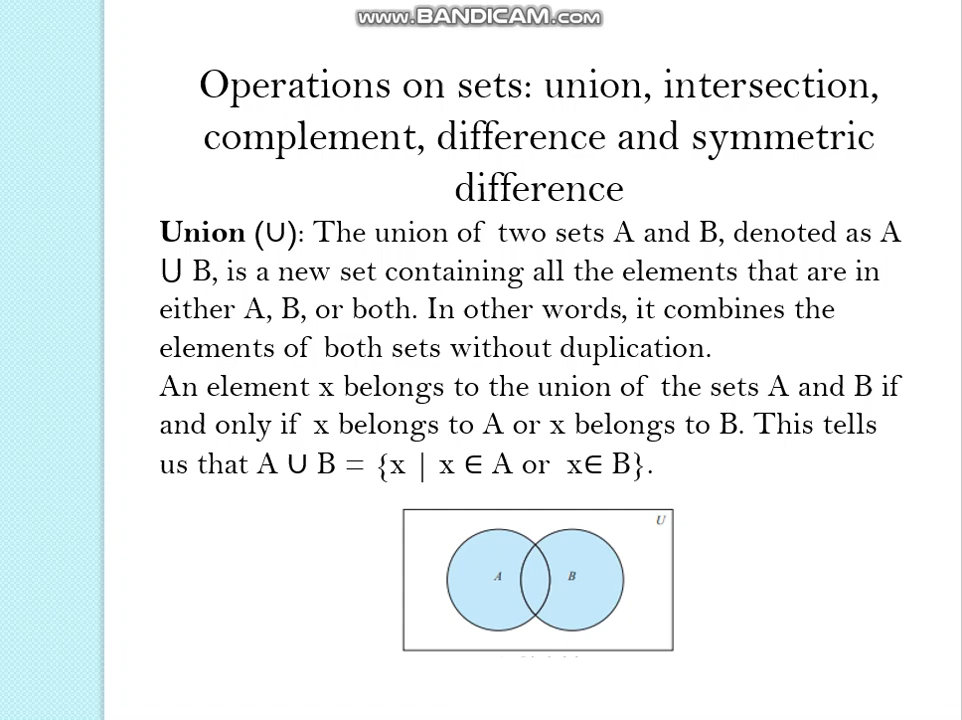 www.BANDICAM.com
Operations on sets: union, intersection,
complement, difference and symmetric
difference
Union (∪): The union of two sets A and B, denoted as A
⋃ B, is a new set containing all the elements that are in
either A, B, or both. In other words, it combines the
elements of both sets without duplication.
An element x belongs to the union of the sets A and B if
and only if x belongs to A or x belongs to B. This tells
us that A ∪ B = {x | x ∈ A or x∈ B}.
U
A B